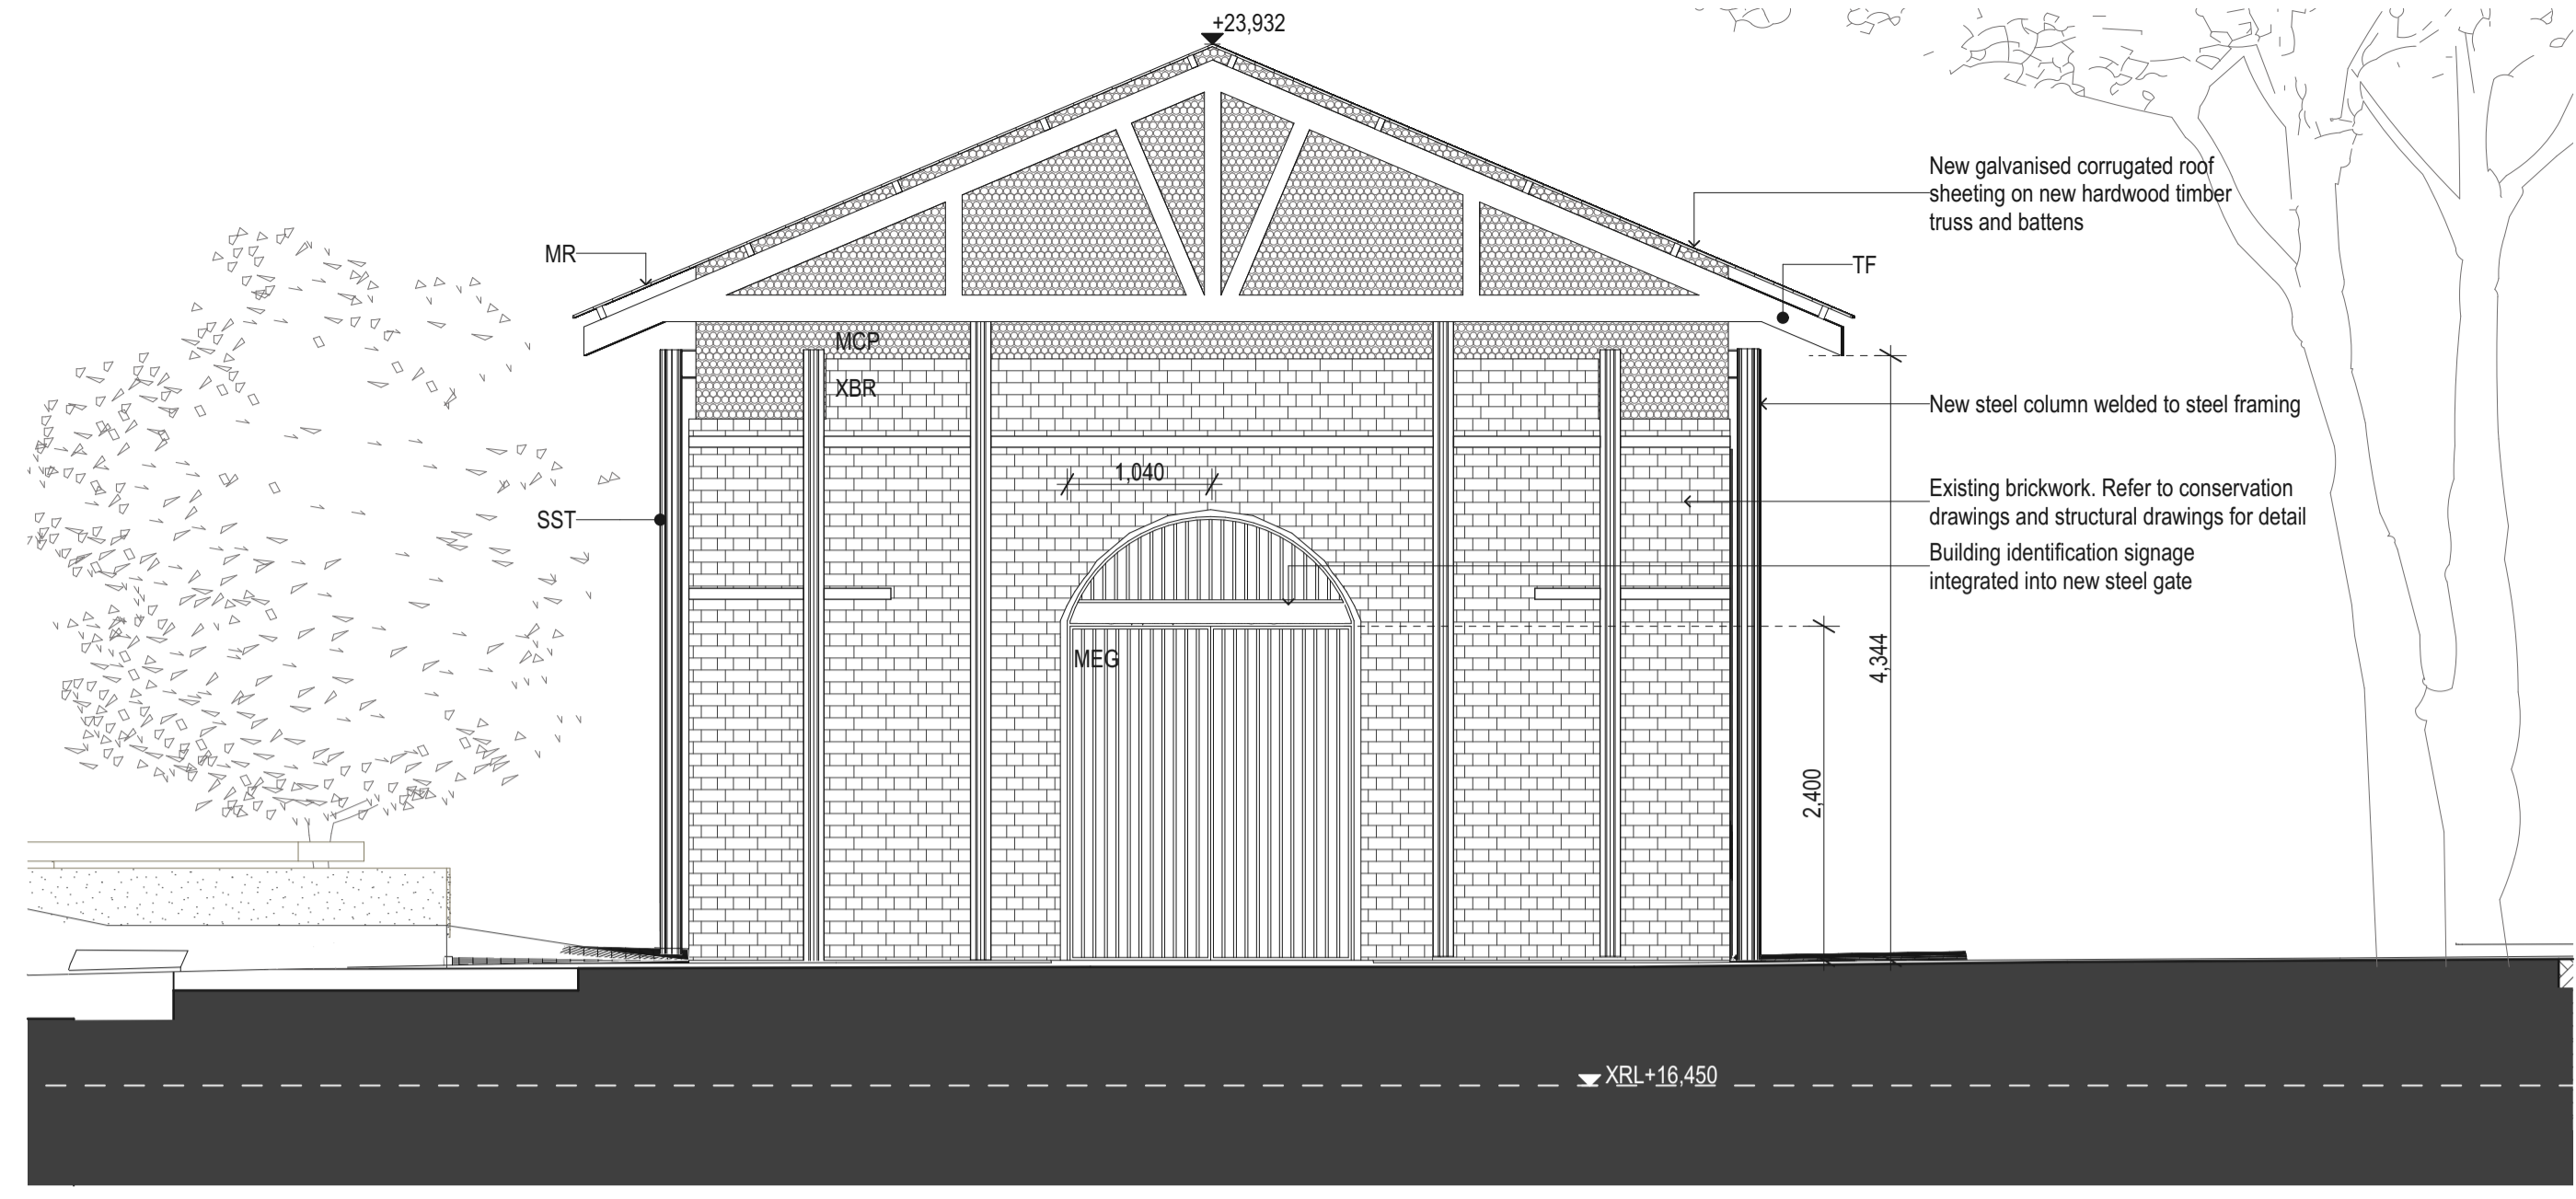 +23,932
New galvanised corrugated roof
sheeting on new hardwood timber
truss and battens
MR
TF
MCP
XBR
New steel column welded to steel framing
1,040
Existing brickwork. Refer to conservation
drawings and structural drawings for detail
SST
Building identification signage
integrated into new steel gate
MEG
4,344
2,400
XRL+16,450